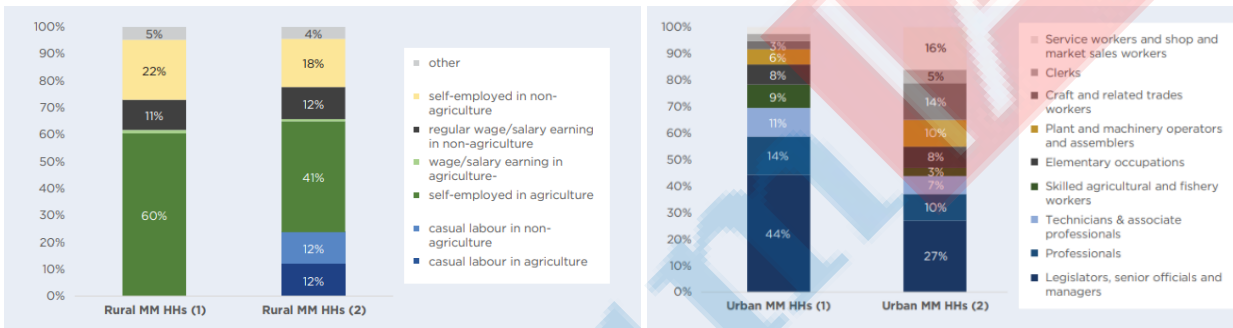 100%
90%
80%
70%
60%
50%
40%
30%
20%
10%
0%
5%
22%
11%
60%
4%
18%
12%
41%
12%
12%
Rural MM HHs (1)
Rural MM HHs (2)
other
self-employed in non-
agriculture
regular wage/salary earning
in non-agriculture
wage/salary earning in
agriculture-
self-employed in agriculture
casual labour in non-
agriculture
casual labour in agriculture
100%
90%
80%
70%
60%
50%
40%
30%
20%
10%
0%
3%
6%
8%
9%
11%
14%
44%
16%
5%
14%
10%
8%
3%
7%
10%
27%
Urban MM HHs (1)
Urban MM HHs (2)
Service workers and shop and
market sales workers
Clerks
Craft and related trades
workers
Plant and machinery operators
and assemblers
Elementary occupations
Skilled agricultural and fishery
workers
Technicians & associate
professionals
Professionals
Legislators, senior officials and
managers